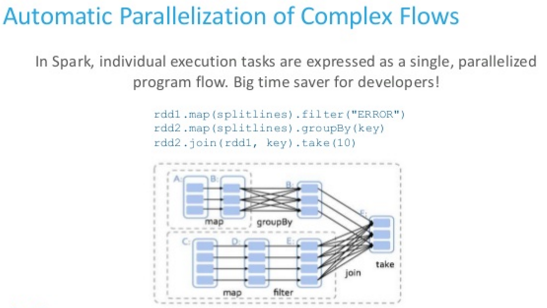 Automatic Parallelization of Complex Flows
In Spark, individual execution tasks are expressed as a single, parallelized
program flow. Big time saver for developers!
rdd1.map(splitlines).filter("ERROR")
rdd2.map(splitlines).groupBy(key)
rdd2.join(rdd1, key).take(10)
A: B: B:
map groupBy
F:
C: D: E:
join take
map filter